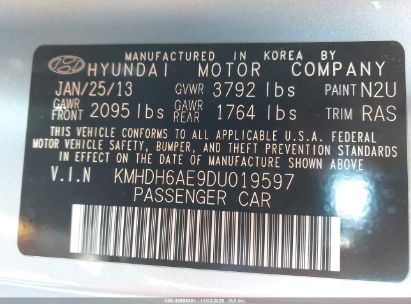 MANUFACTURED IN KOREA BY
HYUNDAI MOTOR COMPANY
JAN/25/13 GVWR 3792 lbs PAINT N2U
GAWR FRONT 2095 lbs GAWR REAR 1764 lbs TRIM RAS
THIS VEHICLE CONFORMS TO ALL APPLICABLE U.S.A. FEDERAL
MOTOR VEHICLE SAFETY, BUMPER, AND THEFT PREVENTION STANDARDS
IN EFFECT ON THE DATE OF MANUFACTURE SHOWN ABOVE.
V.I.N KMHDH6AE9DU019597
PASSENGER CAR